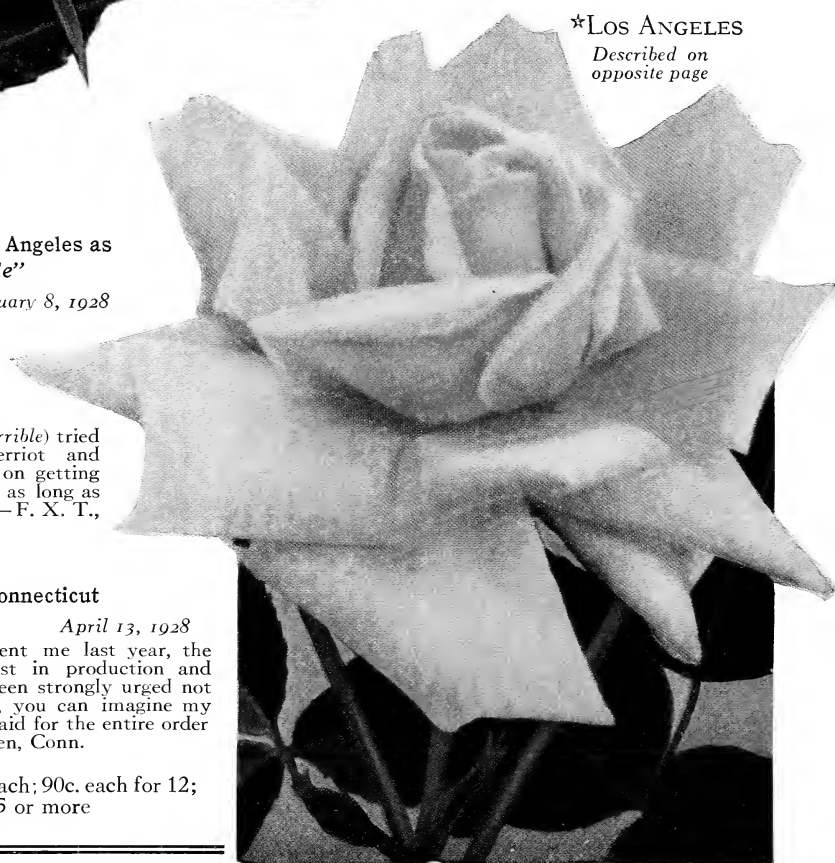 ☆LOS ANGELES
Described on
opposite page
Angeles as
e”
uary 8, 1928
rrible) tried
erriot and
on getting
as long as
—F. X. T.,
onnecticut
April 13, 1928
ent me last year, the
st in production and
een strongly urged not
, you can imagine my
aid for the entire order
en, Conn.
ach; 90c. each for 12;
or more